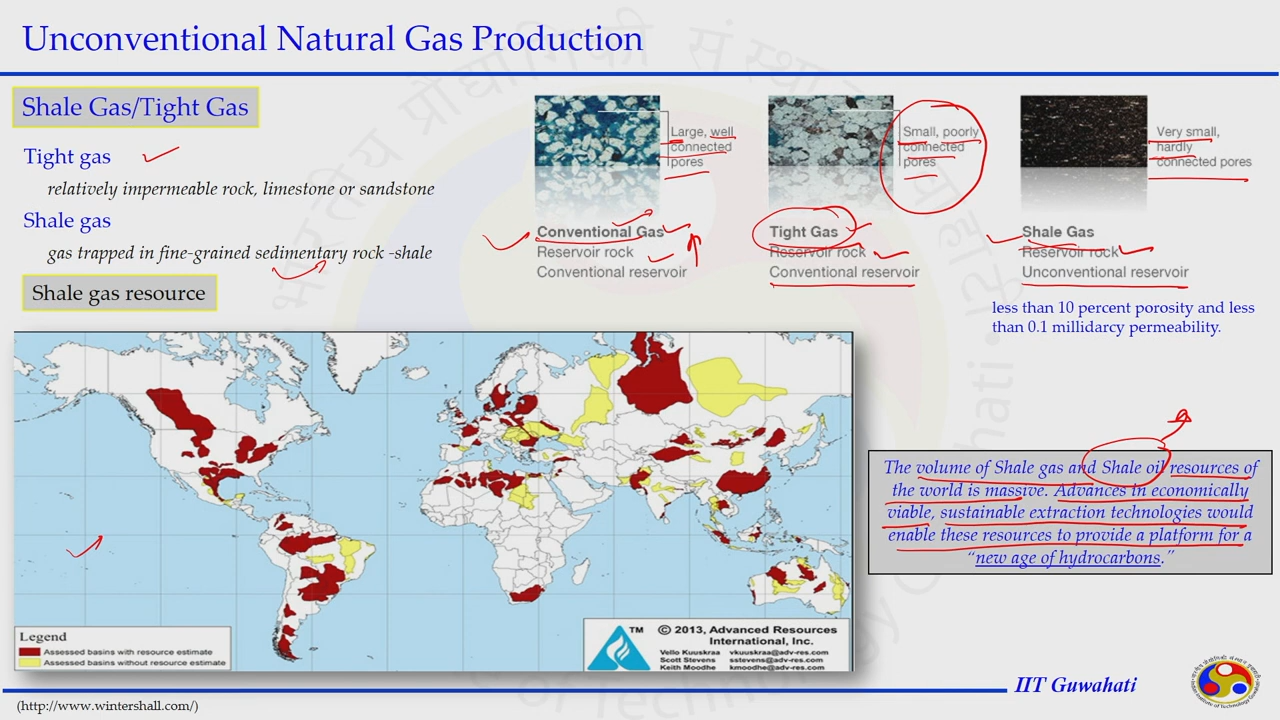 Unconventional Natural Gas Production
Shale Gas/Tight Gas
Tight gas
relatively impermeable rock, limestone or sandstone
Shale gas
gas trapped in fine-grained sedimentary rock -shale
Shale gas resource
Large, well
connected
pores
Conventional Gas
Reservoir rock
Conventional reservoir
Small, poorly
connected
pores
Tight Gas
Reservoir rock
Conventional reservoir
Very small,
hardly
connected pores
Shale Gas
Reservoir rock
Unconventional reservoir
less than 10 percent porosity and less
than 0.1 millidarcy permeability.
The volume of Shale gas and Shale oil resources of
the world is massive. Advances in economically
viable, sustainable extraction technologies would
enable these resources to provide a platform for a
“new age of hydrocarbons.”
Legend
Assessed basins with resource estimate
Assessed basins without resource estimate
TM
© 2013, Advanced Resources
International, Inc.
Vello Kuuskraa vkuuskraa@adv-res.com
Scott Stevens sstevens@adv-res.com
Keith Moodhe kmoodhe@adv-res.com
IIT Guwahati
(http://www.wintershall.com/)